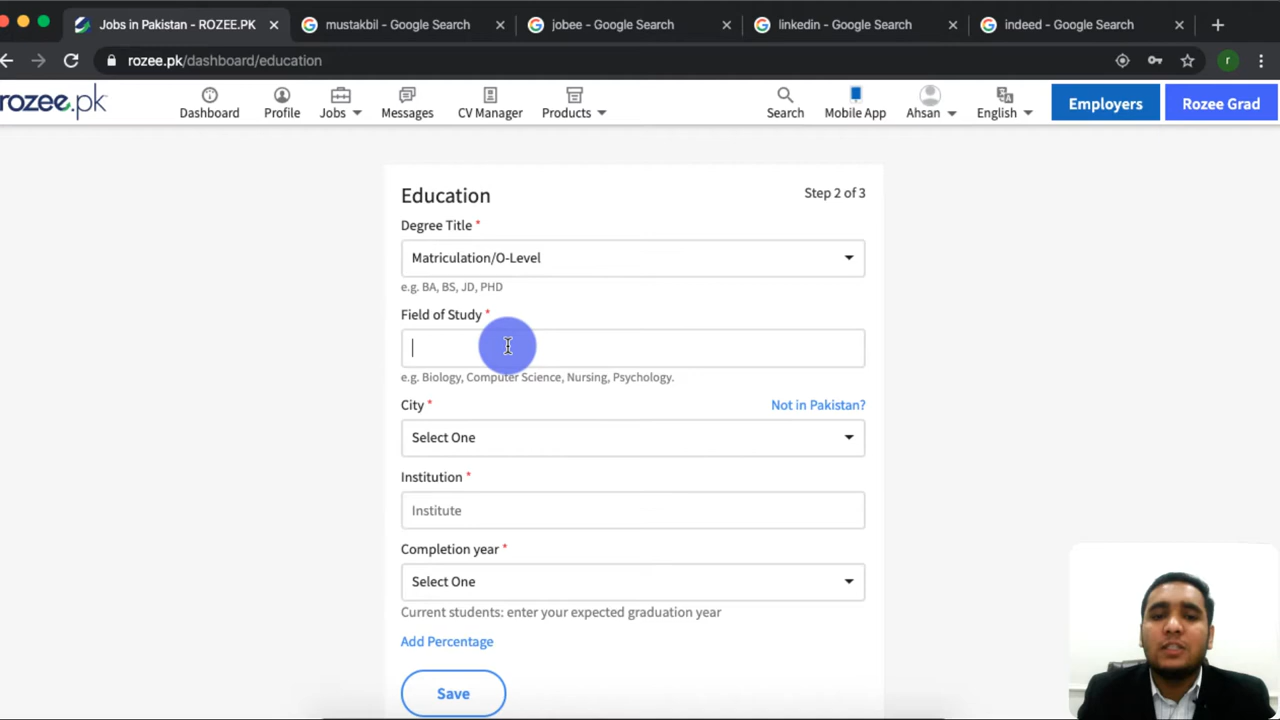 Jobs in Pakistan - ROZEE.PK
mustakbil - Google Search
jobee - Google Search
linkedin - Google Search
indeed - Google Search
rozee.pk/dashboard/education
r
rozee.pk
Dashboard
Profile
Jobs
Messages
CV Manager
Products
Search
Mobile App
Ahsan
English
Employers
Rozee Grad
Education
Step 2 of 3
Degree Title *
Matriculation/O-Level
e.g. BA, BS, JD, PHD
Field of Study *
e.g. Biology, Computer Science, Nursing, Psychology.
City *
Not in Pakistan?
Select One
Institution *
Institute
Completion year *
Select One
Current students: enter your expected graduation year
Add Percentage
Save